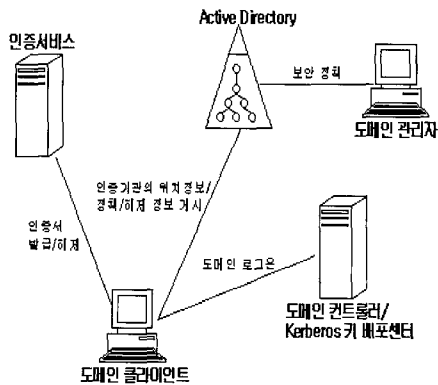 Active Directory
인증서비스
보안 정책
도메인 관리자
인증기관의 위치정보/
정책/해제 정보 게시
인증서
발급/해제
도메인 로그온
도메인 컨트롤러/
Kerberos 키 배포센터
도메인 클라이언트